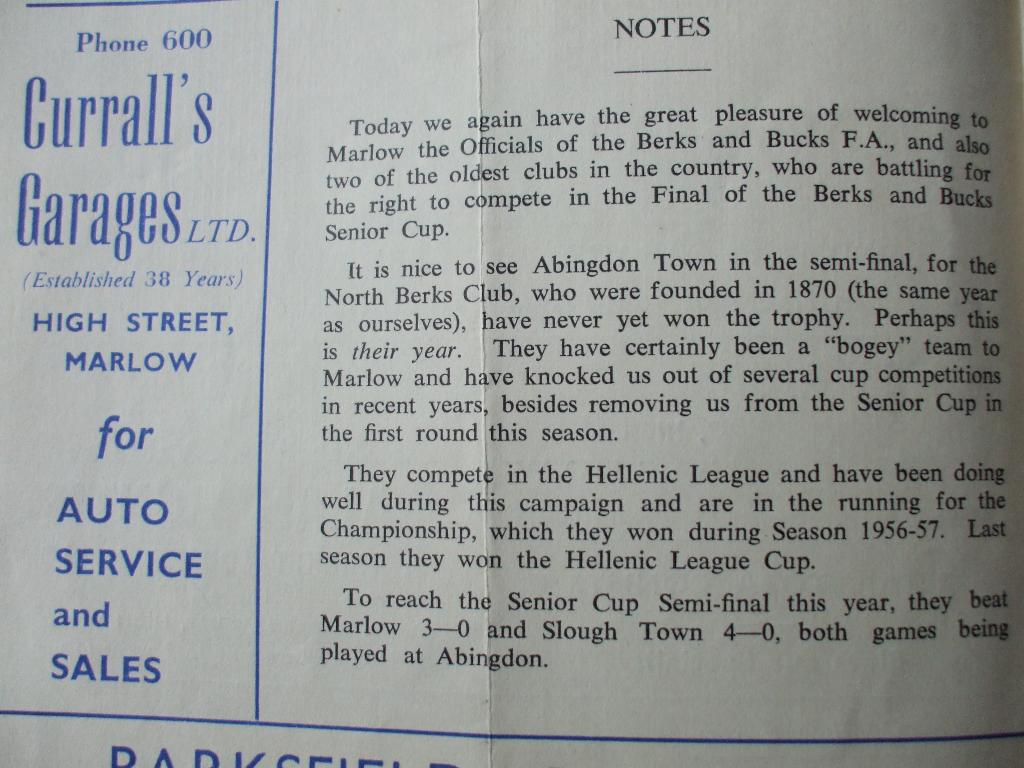 Phone 600
Currall's
Garages LTD.
(Established 38 Years)
HIGH STREET,
MARLOW
for
AUTO
SERVICE
and
SALES
NOTES
Today we again have the great pleasure of welcoming to
Marlow the Officials of the Berks and Bucks F.A., and also
two of the oldest clubs in the country, who are battling for
the right to compete in the Final of the Berks and Bucks
Senior Cup.
It is nice to see Abingdon Town in the semi-final, for the
North Berks Club, who were founded in 1870 (the same year
as ourselves), have never yet won the trophy. Perhaps this
is their year. They have certainly been a “bogey” team to
Marlow and have knocked us out of several cup competitions
in recent years, besides removing us from the Senior Cup in
the first round this season.
They compete in the Hellenic League and have been doing
well during this campaign and are in the running for the
Championship, which they won during Season 1956-57. Last
season they won the Hellenic League Cup.
To reach the Senior Cup Semi-final this year, they beat
Marlow 3—0 and Slough Town 4—0, both games being
played at Abingdon.